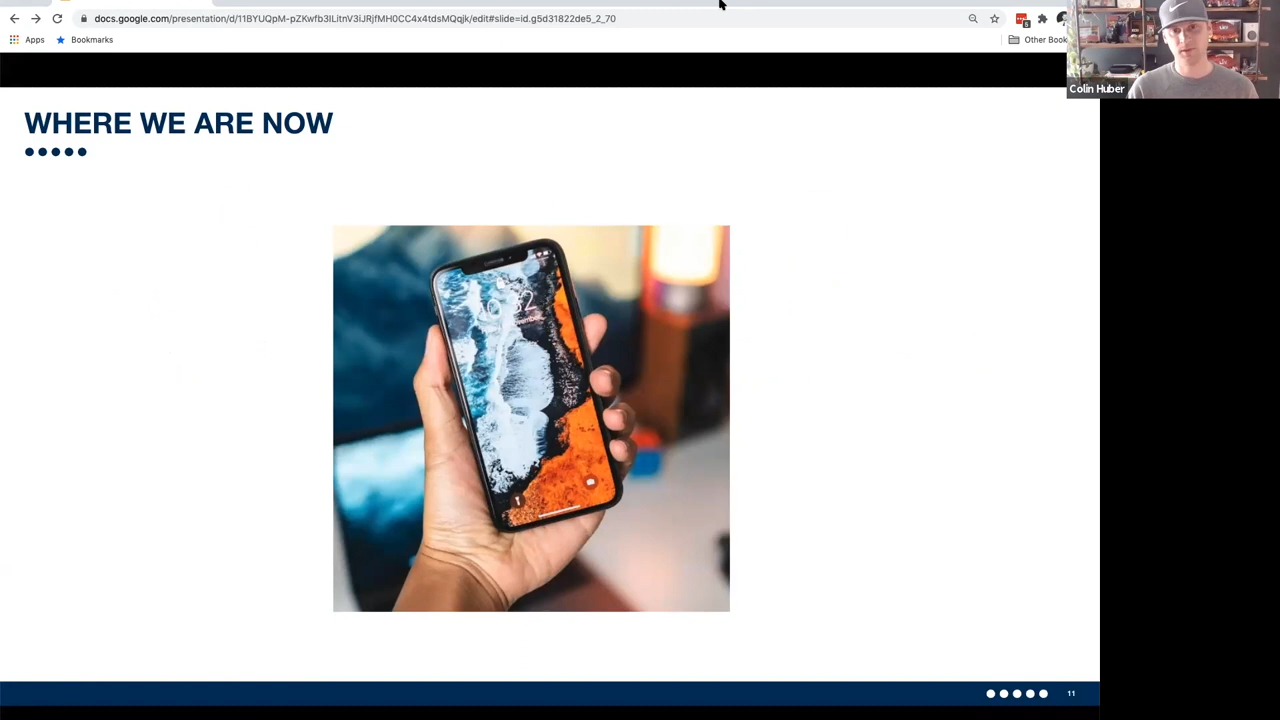 docs.google.com/presentation/d/11BYUQpM-pZKwfb3ILitnV3iJRjfMH0CC4x4tdsMQqjk/edit#slide=id.g5d31822de5_2_70
Apps
Bookmarks
Other Book
Colin Huber
WHERE WE ARE NOW
11